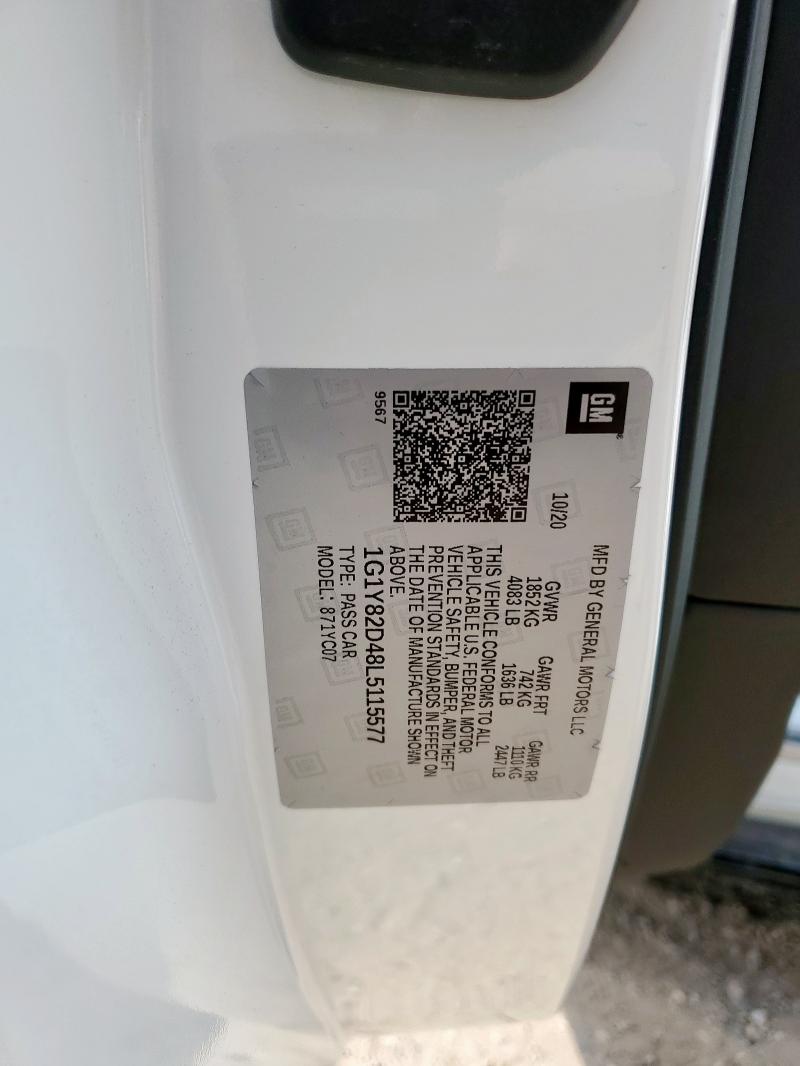 GM
MFD BY GENERAL MOTORS LLC
10/20
GVWR GAWR FRT GAWR RR
1852 KG 742 KG 1110 KG
4083 LB 1636 LB 2447 LB
THIS VEHICLE CONFORMS TO ALL
APPLICABLE U.S. FEDERAL MOTOR
VEHICLE SAFETY, BUMPER, AND THEFT
PREVENTION STANDARDS IN EFFECT ON
THE DATE OF MANUFACTURE SHOWN
ABOVE.
9567
1G1Y82D48L5115577
TYPE: PASS CAR
MODEL: 871YC07